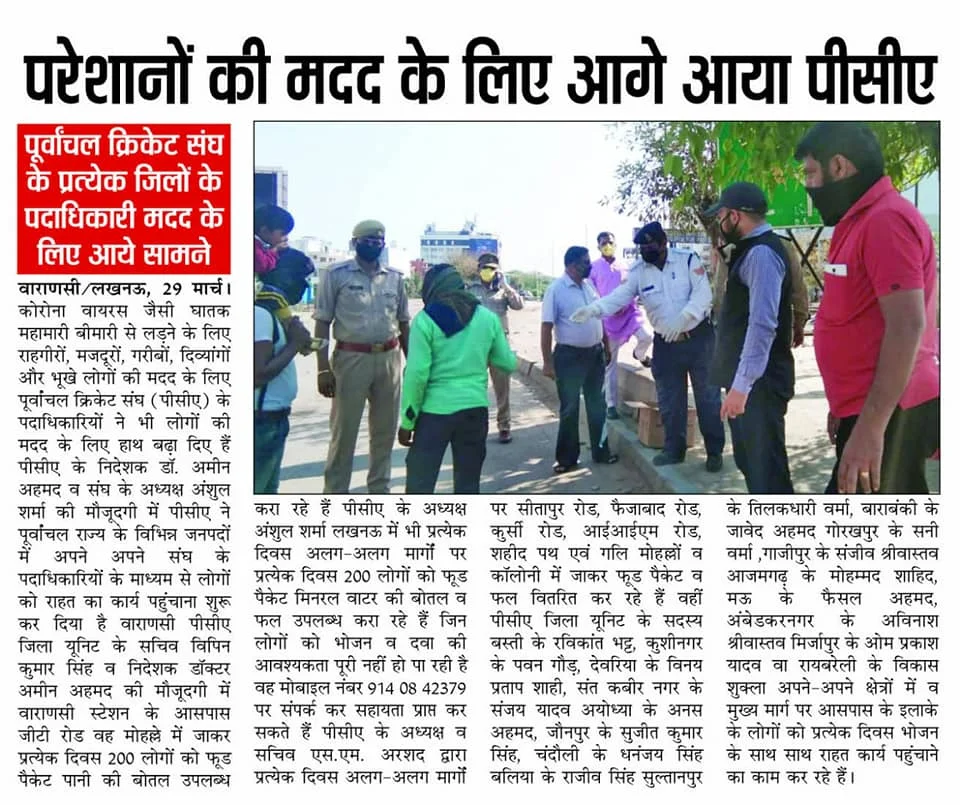 परेशानों की मदद के लिए आगे आया पीसीए
पूर्वांचल क्रिकेट संघ
के प्रत्येक जिलों के
पदाधिकारी मदद के
लिए आये सामने
वाराणसी/लखनऊ, 29 मार्च।
कोरोना वायरस जैसी घातक
महामारी बीमारी से लड़ने के लिए
राहगीरों, मजदूरों, गरीबों, दिव्यांगों
और भूखे लोगों की मदद के लिए
पूर्वांचल क्रिकेट संघ (पीसीए) के
पदाधिकारियों ने भी लोगों की
मदद के लिए हाथ बढ़ा दिए हैं
पीसीए के निदेशक डॉ. अमीन
अहमद व संघ के अध्यक्ष अंशुल
शर्मा की मौजूदगी में पीसीए ने
पूर्वांचल राज्य के विभिन्न जनपदों
में अपने अपने संघ के
पदाधिकारियों के माध्यम से लोगों
को राहत का कार्य पहुंचाना शुरू
कर दिया है वाराणसी पीसीए
जिला यूनिट के सचिव विपिन
कुमार सिंह व निदेशक डॉक्टर
अमीन अहमद की मौजूदगी में
वाराणसी स्टेशन के आसपास
जीटी रोड वह मोहल्ले में जाकर
प्रत्येक दिवस 200 लोगों को फूड
पैकेट पानी की बोतल उपलब्ध
करा रहे हैं पीसीए के अध्यक्ष
अंशुल शर्मा लखनऊ में भी प्रत्येक
दिवस अलग-अलग मार्गों पर
प्रत्येक दिवस 200 लोगों को फूड
पैकेट मिनरल वाटर की बोतल व
फल उपलब्ध करा रहे हैं जिन
लोगों को भोजन व दवा की
आवश्यकता पूरी नहीं हो पा रही है
वह मोबाइल नंबर 914 08 42379
पर संपर्क कर सहायता प्राप्त कर
सकते हैं पीसीए के अध्यक्ष व
सचिव एस.एम. अरशद द्वारा
प्रत्येक दिवस अलग-अलग मार्गों
पर सीतापुर रोड, फैजाबाद रोड,
कुर्सी रोड, आईआईएम रोड,
शहीद पथ एवं गलि मोहल्लों व
कॉलोनी में जाकर फूड पैकेट व
फल वितरित कर रहे हैं वहीं
पीसीए जिला यूनिट के सदस्य
बस्ती के रविकांत भट्ट, कुशीनगर
के पवन गौड़, देवरिया के विनय
प्रताप शाही, संत कबीर नगर के
संजय यादव अयोध्या के अनस
अहमद, जौनपुर के सुजीत कुमार
सिंह, चंदौली के धनंजय सिंह
बलिया के राजीव सिंह सुल्तानपुर
के तिलकधारी वर्मा, बाराबंकी के
जावेद अहमद गोरखपुर के सनी
वर्मा ,गाजीपुर के संजीव श्रीवास्तव
आजमगढ़ के मोहम्मद शाहिद,
मऊ के फैसल अहमद,
अंबेडकरनगर के अविनाश
श्रीवास्तव मिर्जापुर के ओम प्रकाश
यादव वा रायबरेली के विकास
शुक्ला अपने-अपने क्षेत्रों में व
मुख्य मार्ग पर आसपास के इलाके
के लोगों को प्रत्येक दिवस भोजन
के साथ साथ राहत कार्य पहुंचाने
का काम कर रहे हैं।